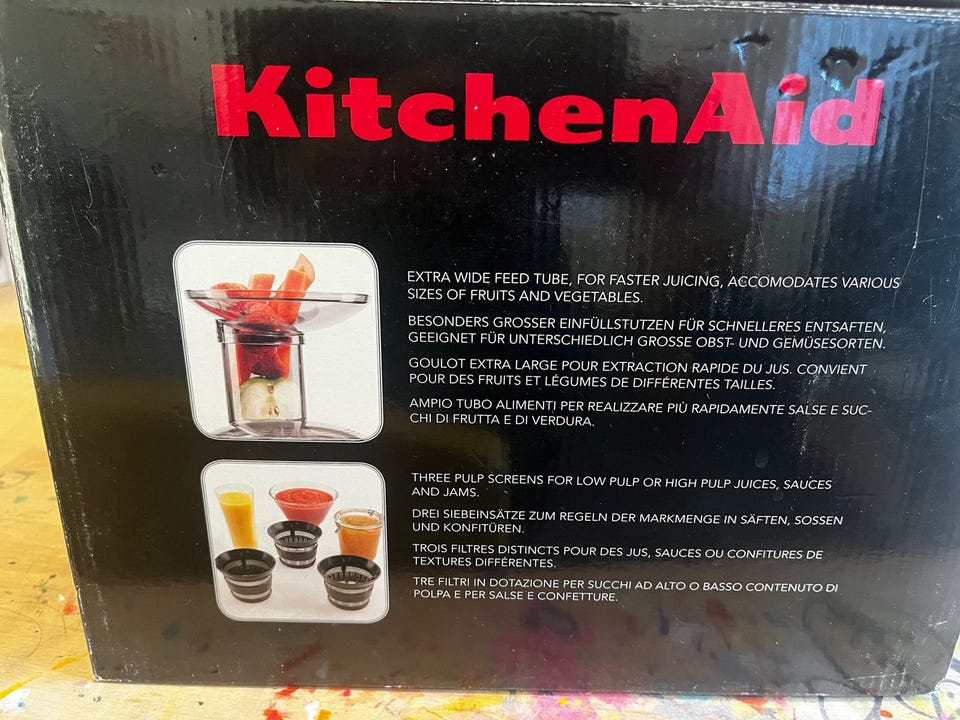 KitchenAid
EXTRA WIDE FEED TUBE, FOR FASTER JUICING, ACCOMODATES VARIOUS
SIZES OF FRUITS AND VEGETABLES.
BESONDERS GROSSER EINFÜLLSTUTZEN FÜR SCHNELLERES ENTSAFTEN,
GEEIGNET FÜR UNTERSCHIEDLICH GROSSE OBST- UND GEMÜSESORTEN.
GOULOT EXTRA LARGE POUR EXTRACTION RAPIDE DU JUS. CONVIENT
POUR DES FRUITS ET LÉGUMES DE DIFFÉRENTES TAILLES.
AMPIO TUBO ALIMENTI PER REALIZZARE PIÙ RAPIDAMENTE SALSE E SUC-
CHI DI FRUTTA E DI VERDURA.
THREE PULP SCREENS FOR LOW PULP OR HIGH PULP JUICES, SAUCES
AND JAMS.
DREI SIEBEINSÄTZE ZUM REGELN DER MARKMENGE IN SÄFTEN, SOSSEN
UND KONFITÜREN.
TROIS FILTRES DISTINCTS POUR DES JUS, SAUCES OU CONFITURES DE
TEXTURES DIFFÉRENTES.
TRE FILTRI IN DOTAZIONE PER SUCCHI AD ALTO O BASSO CONTENUTO DI
POLPA E PER SALSE E CONFETTURE.